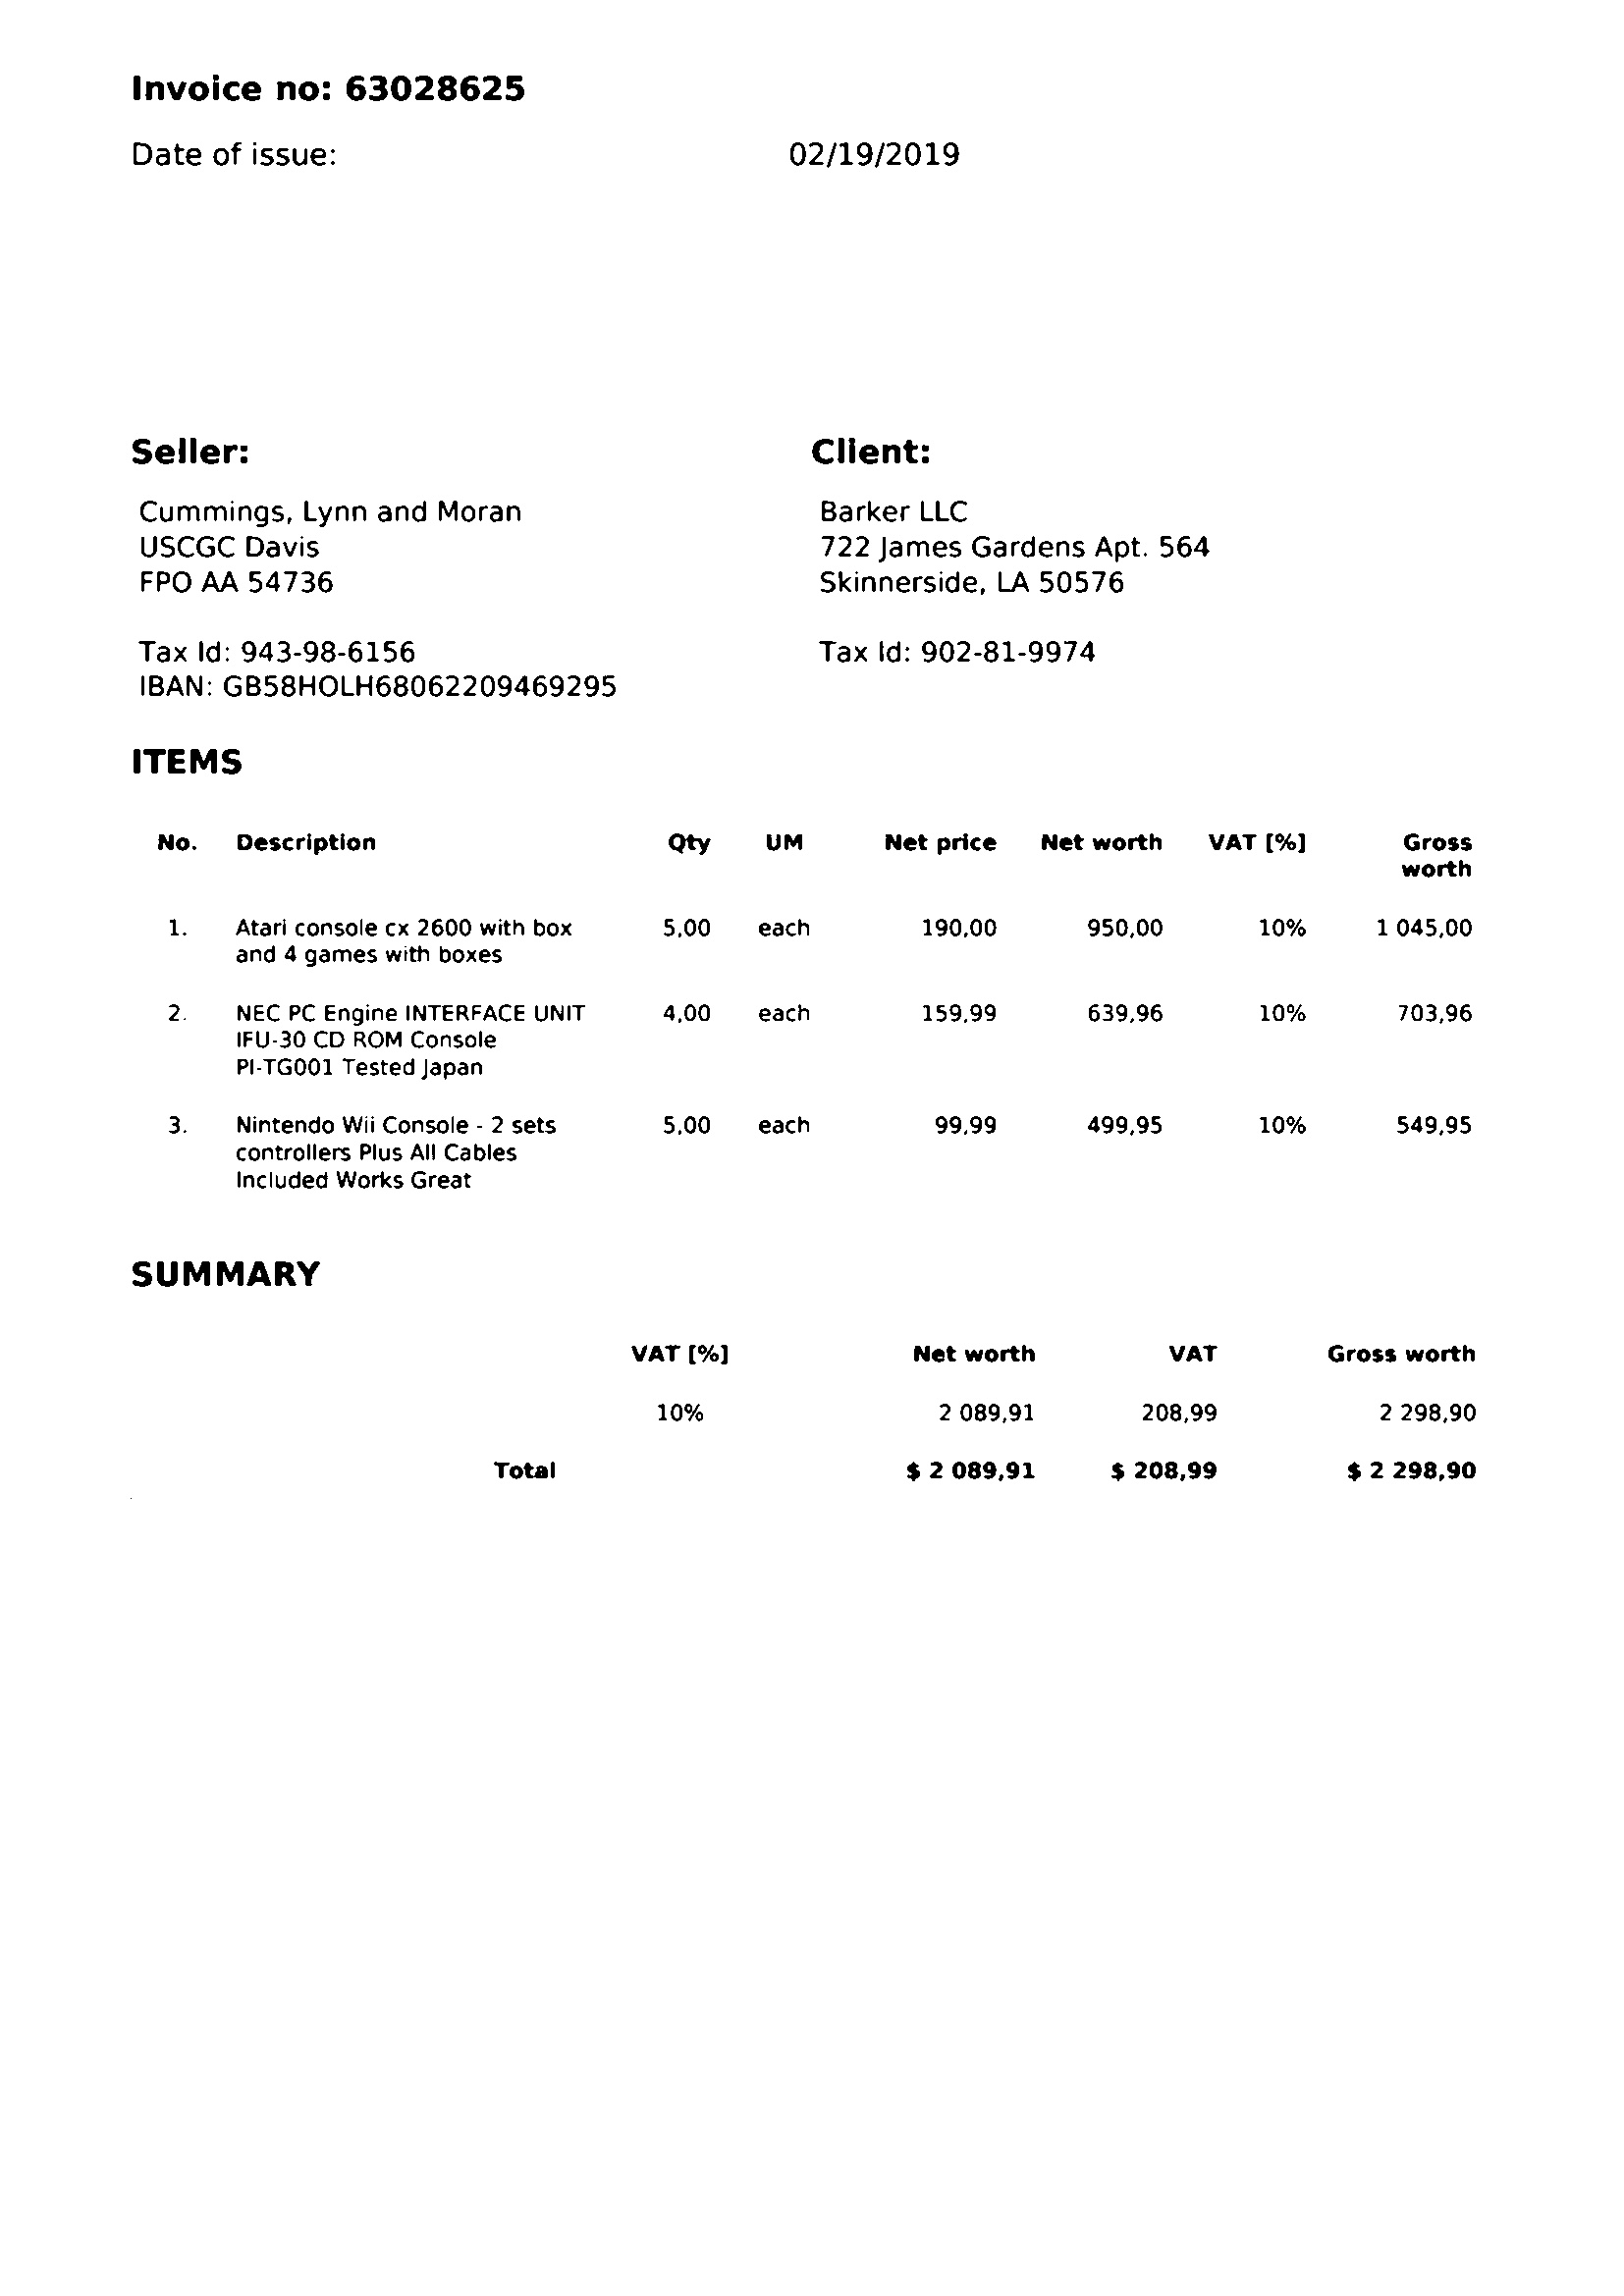 Invoice no: 63028625
Date of issue: 02/19/2019
Seller:
Cummings, Lynn and Moran
USCGC Davis
FPO AA 54736
Tax Id: 943-98-6156
IBAN: GB58HOLH68062209469295
Client:
Barker LLC
722 James Gardens Apt. 564
Skinnerside, LA 50576
Tax Id: 902-81-9974
ITEMS
No. Description Qty UM Net price Net worth VAT [%] Gross
worth
1. Atari console cx 2600 with box 5,00 each 190,00 950,00 10% 1 045,00
and 4 games with boxes
2. NEC PC Engine INTERFACE UNIT 4,00 each 159,99 639,96 10% 703,96
IFU-30 CD ROM Console
PI-TG001 Tested Japan
3. Nintendo Wii Console - 2 sets 5,00 each 99,99 499,95 10% 549,95
controllers Plus All Cables
Included Works Great
SUMMARY
VAT [%] Net worth VAT Gross worth
10% 2 089,91 208,99 2 298,90
Total $ 2 089,91 $ 208,99 $ 2 298,90